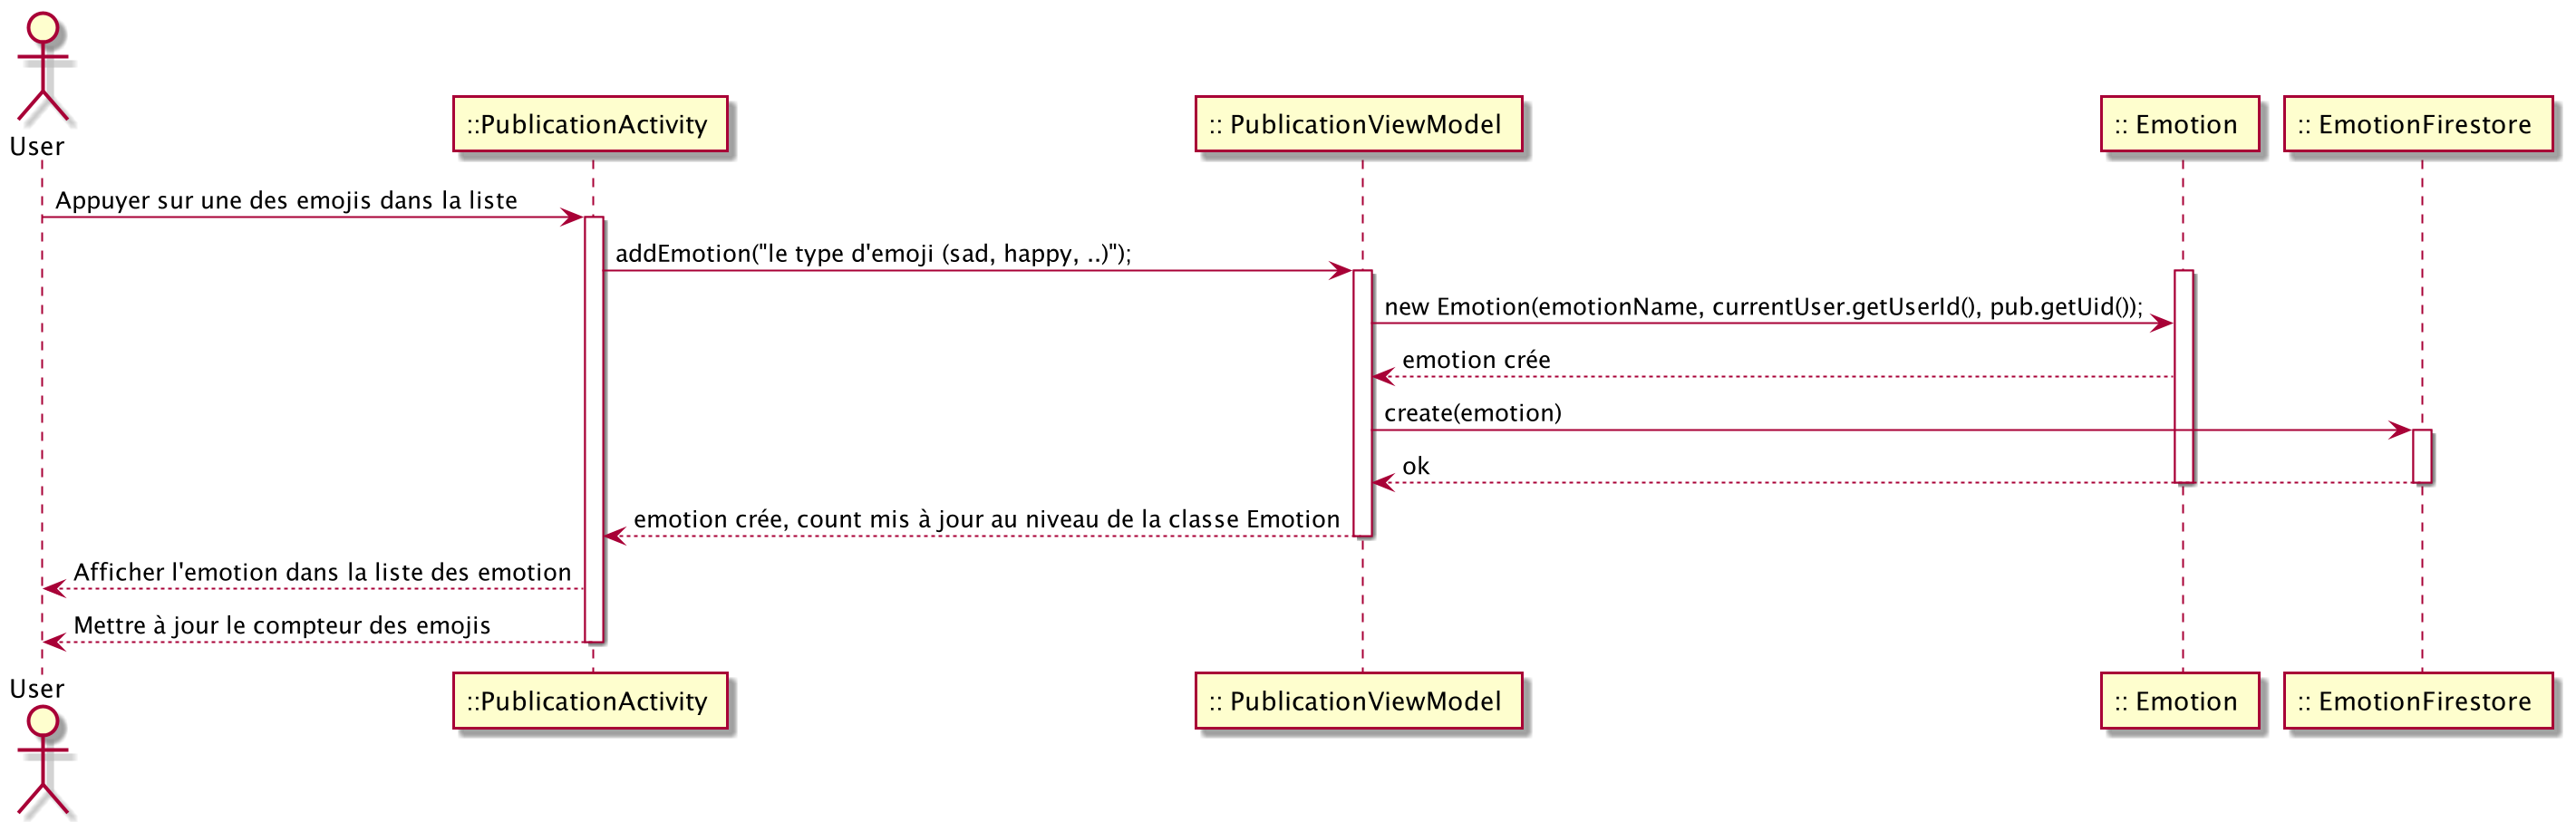 User
::PublicationActivity
:: PublicationViewModel
:: Emotion
:: EmotionFirestore
Appuyer sur une des emojis dans la liste
addEmotion("le type d'emoji (sad, happy, ..)");
new Emotion(emotionName, currentUser.getUserId(), pub.getUid());
emotion crée
create(emotion)
ok
emotion crée, count mis à jour au niveau de la classe Emotion
Afficher l'emotion dans la liste des emotion
Mettre à jour le compteur des emojis
User
::PublicationActivity
:: PublicationViewModel
:: Emotion
:: EmotionFirestore